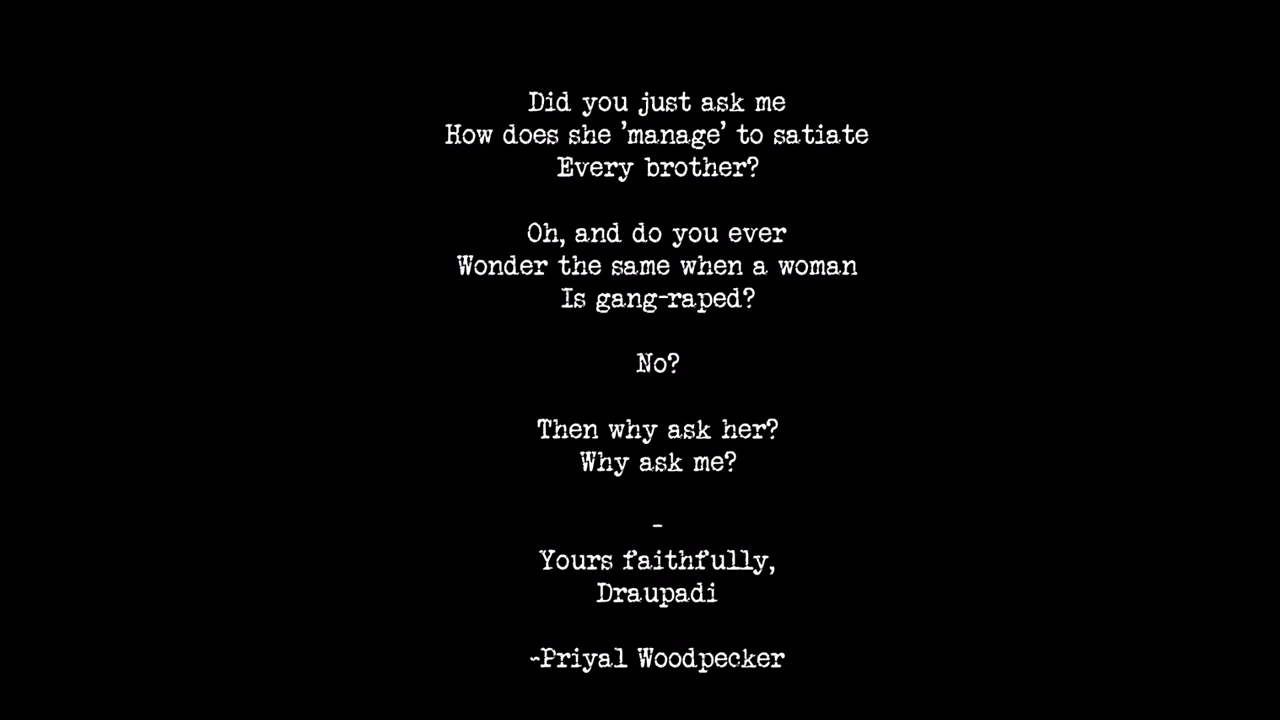 Did you just ask me
How does she 'manage' to satiate
Every brother?
Oh, and do you ever
Wonder the same when a woman
Is gang-raped?
No?
Then why ask her?
Why ask me?
-
Yours faithfully,
Draupadi
~Priyal Woodpecker